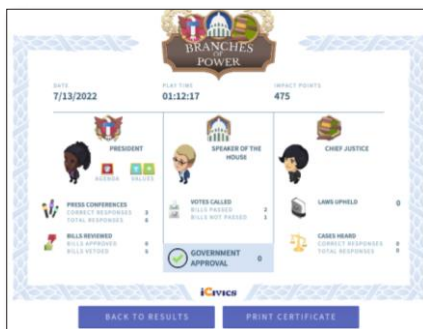 BRANCHES
OF
POWER
DATE
7/13/2022
PLAY TIME
01:12:17
IMPACT POINTS
475
PRESIDENT
AGENDA VALUES
PRESS CONFERENCES
CORRECT RESPONSES 3
TOTAL RESPONSES
BILLS REVIEWED
BILLS APPROVED
BILLS VETOED
SPEAKER OF THE
HOUSE
VOTES CALLED
BILLS PASSED 2
BILLS NOT PASSED
GOVERNMENT
APPROVAL 0
CHIEF JUSTICE
LAWS UPHELD 0
CASES HEARD
CORRECT RESPONSES
TOTAL RESPONSES
iCivics
BACK TO RESULTS
PRINT CERTIFICATE